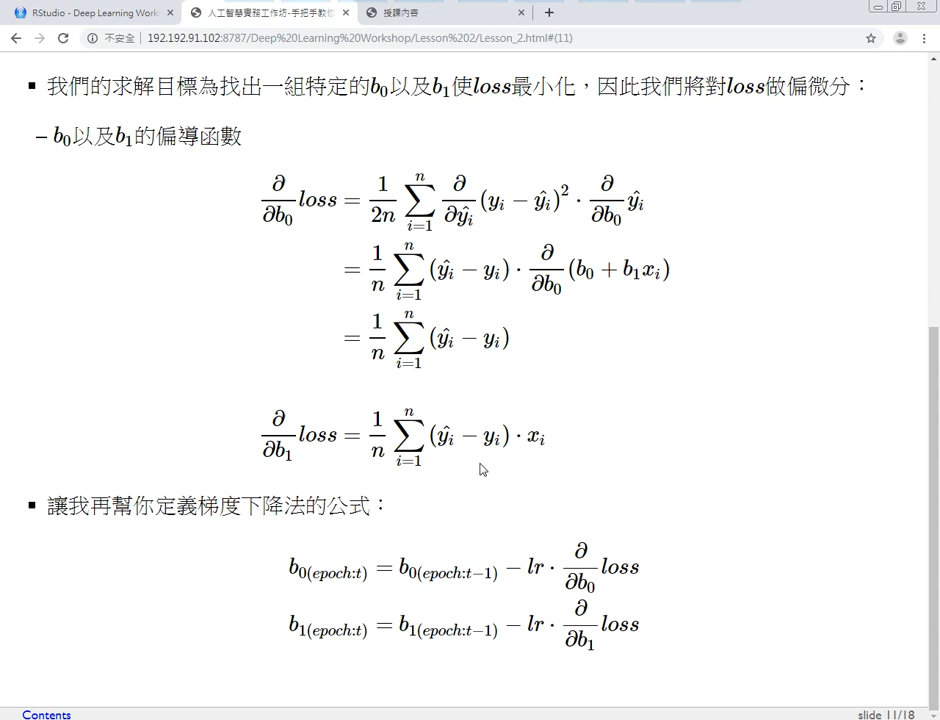 RStudio - Deep Learning Work
人工智慧實務工作坊-手把手教你
授課內容
不安全 192.192.91.102:8787/Deep%20Learning%20Workshop/Lesson%202/Lesson_2.html#(11)
▪ 我們的求解目標為找出一組特定的b₀以及b₁使loss最小化，因此我們將對loss做偏微分：
– b₀以及b₁的偏導函數
∂/∂b₀ loss = 1/2n ∑ᵢ₌₁ⁿ ∂/∂ŷᵢ (yᵢ − ŷᵢ)² · ∂/∂b₀ ŷᵢ
= 1/n ∑ᵢ₌₁ⁿ (ŷᵢ − yᵢ) · ∂/∂b₀ (b₀ + b₁xᵢ)
= 1/n ∑ᵢ₌₁ⁿ (ŷᵢ − yᵢ)
∂/∂b₁ loss = 1/n ∑ᵢ₌₁ⁿ (ŷᵢ − yᵢ) · xᵢ
▪ 讓我再幫你定義梯度下降法的公式：
b₀(epoch:t) = b₀(epoch:t−1) − lr · ∂/∂b₀ loss
b₁(epoch:t) = b₁(epoch:t−1) − lr · ∂/∂b₁ loss
Contents
slide 11/18